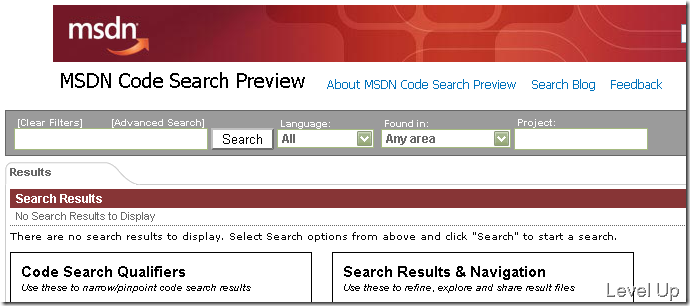 msdn
MSDN Code Search Preview
About MSDN Code Search Preview Search Blog Feedback
[Clear Filters] [Advanced Search] Language: Found in: Project:
Search All Any area
Results
Search Results
No Search Results to Display
There are no search results to display. Select Search options from above and click "Search" to start a search.
Code Search Qualifiers
Use these to narrow/pinpoint code search results
Search Results & Navigation
Use these to refine, explore and share result files
Level Up